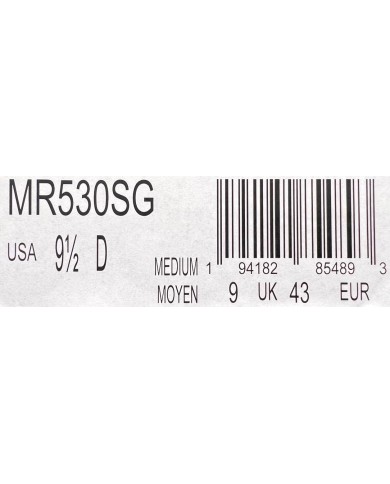 MR530SG
USA 9½ D
MEDIUM 1 94182 85489 3
MOYEN 9 UK 43 EUR